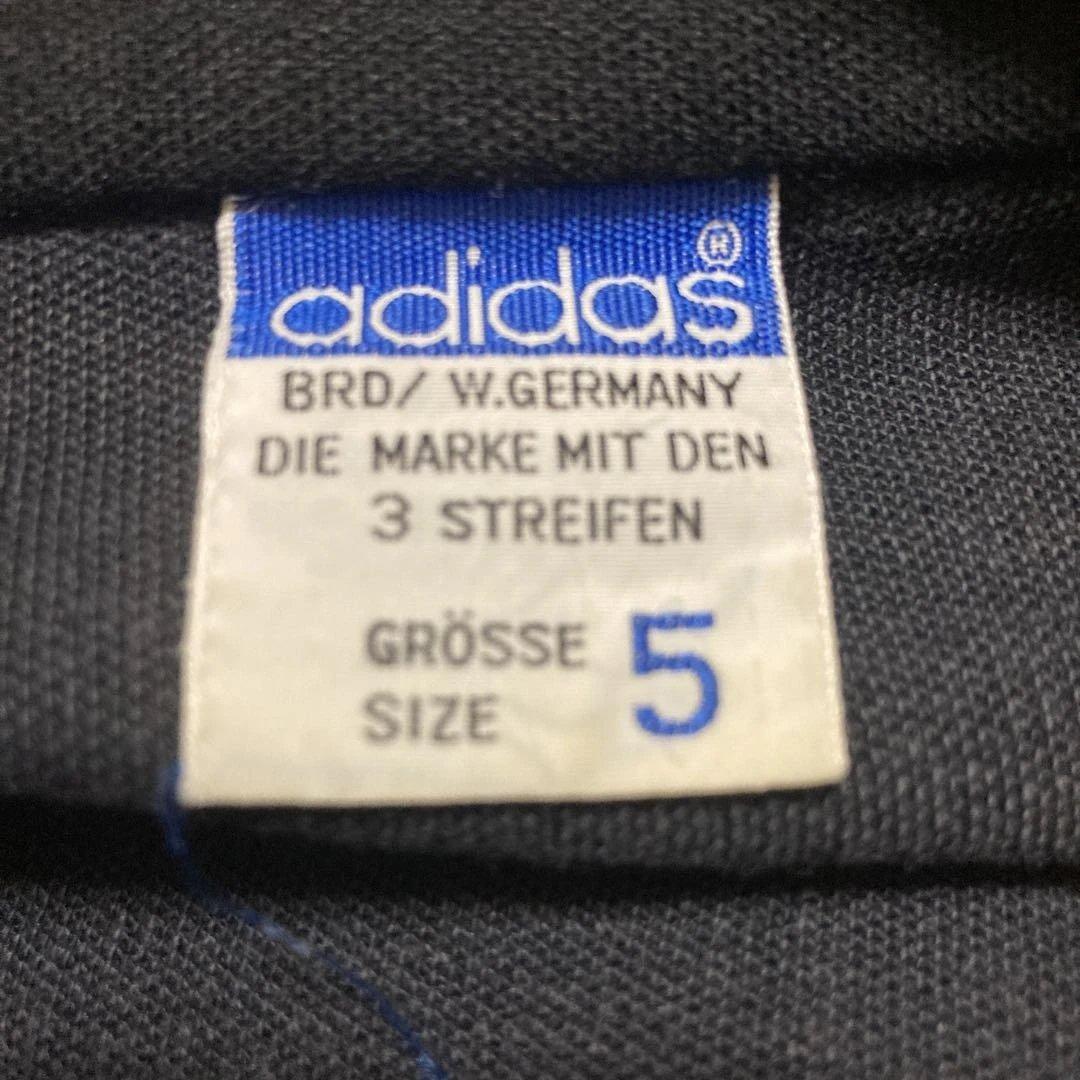 adidas®
BRD/ W.GERMANY
DIE MARKE MIT DEN
3 STREIFEN
GRÖSSE
SIZE
5